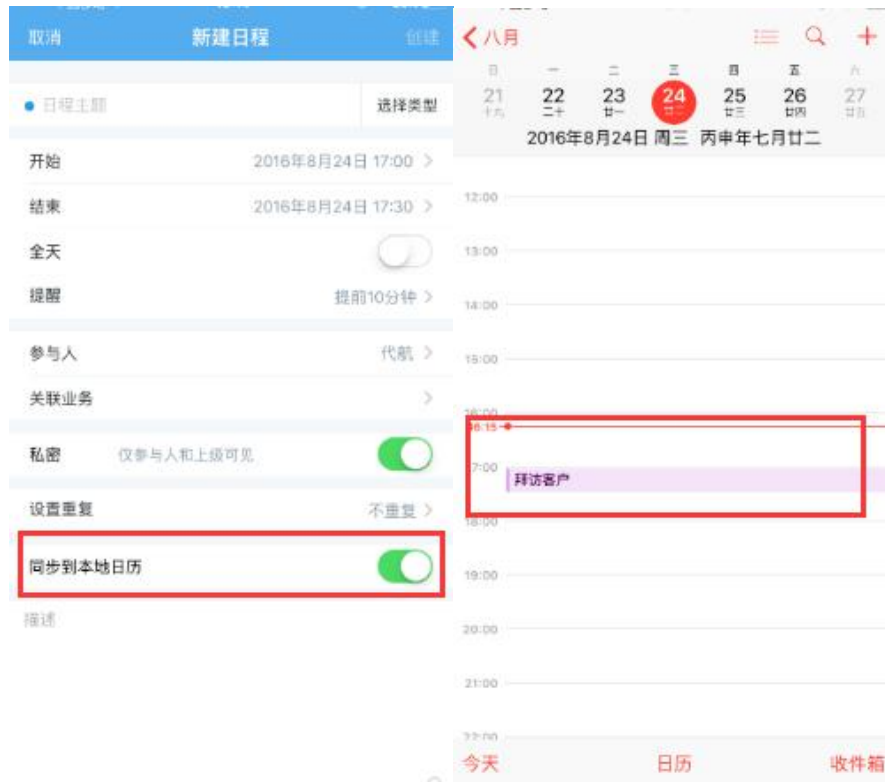 取消 新建日程 创建
日程主题 选择类型
开始 2016年8月24日 17:00
结束 2016年8月24日 17:30
全天
提醒 提前10分钟
参与人 代航
关联业务
私密 仅参与人和上级可见
设置重复 不重复
同步到本地日历
描述
八月
日 一 二 三 四 五 六
21 22 23 24 25 26 27
十九 二十 廿一 廿二 廿三 廿四 廿五
2016年8月24日 周三 丙申年七月廿二
12:00
13:00
14:00
15:00
16:00
16:15
17:00
拜访客户
18:00
19:00
20:00
21:00
22:00
今天 日历 收件箱